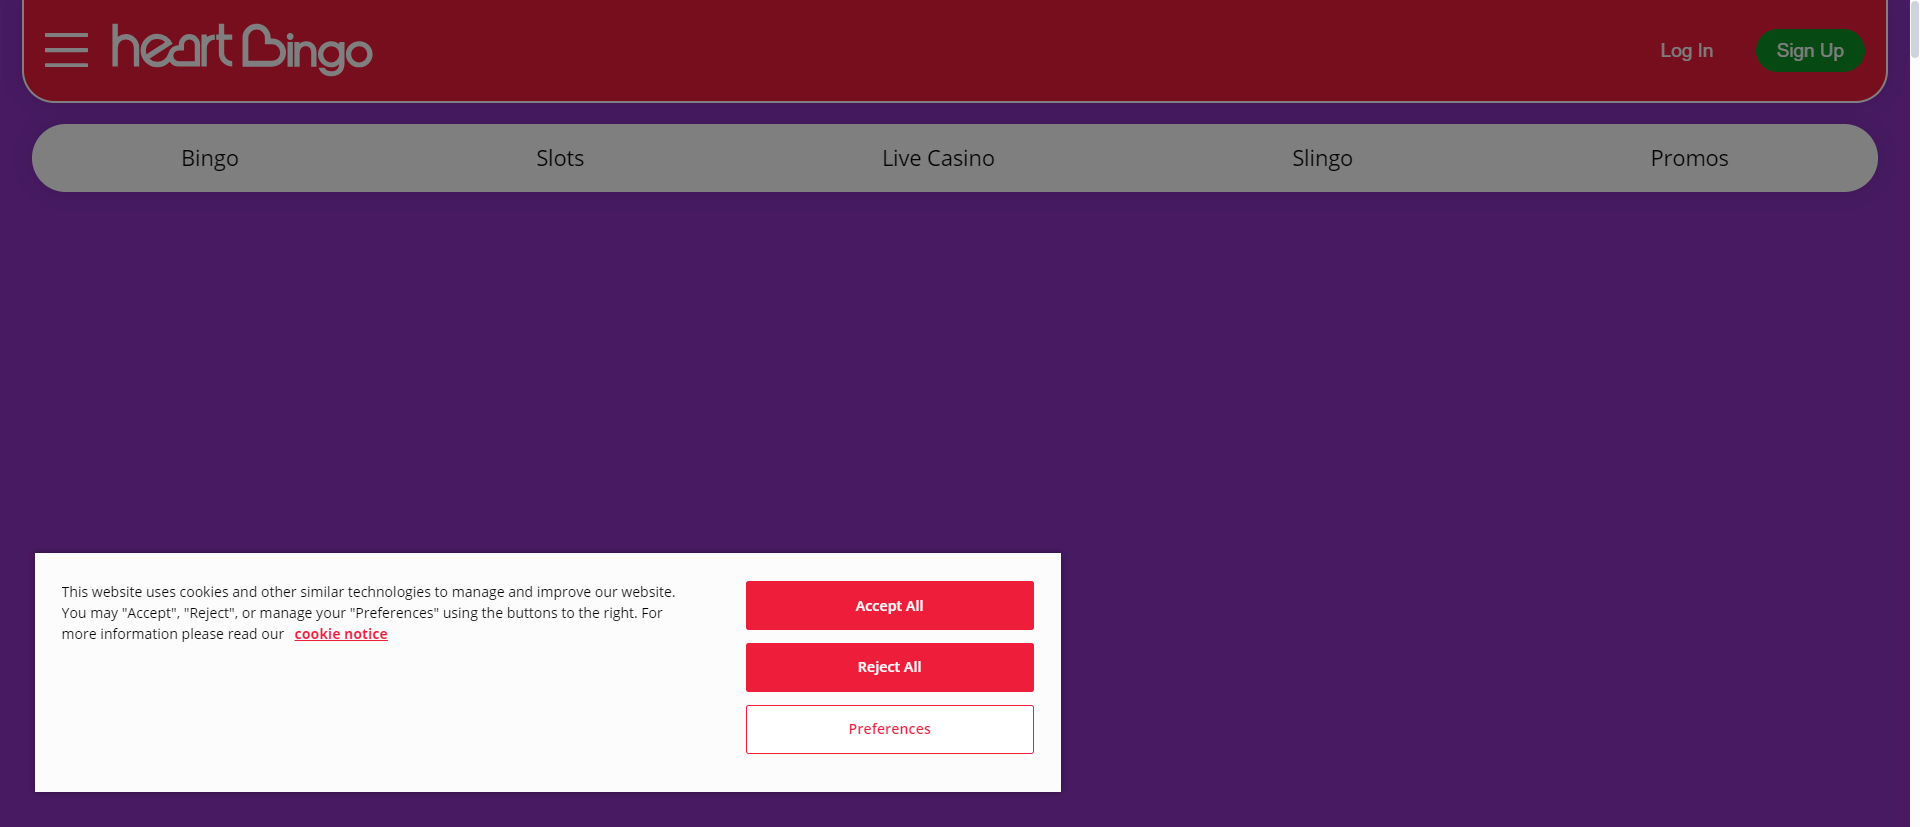 heart Bingo
Log In
Sign Up
Bingo
Slots
Live Casino
Slingo
Promos
This website uses cookies and other similar technologies to manage and improve our website.
You may "Accept", "Reject", or manage your "Preferences" using the buttons to the right. For
more information please read our cookie notice
Accept All
Reject All
Preferences